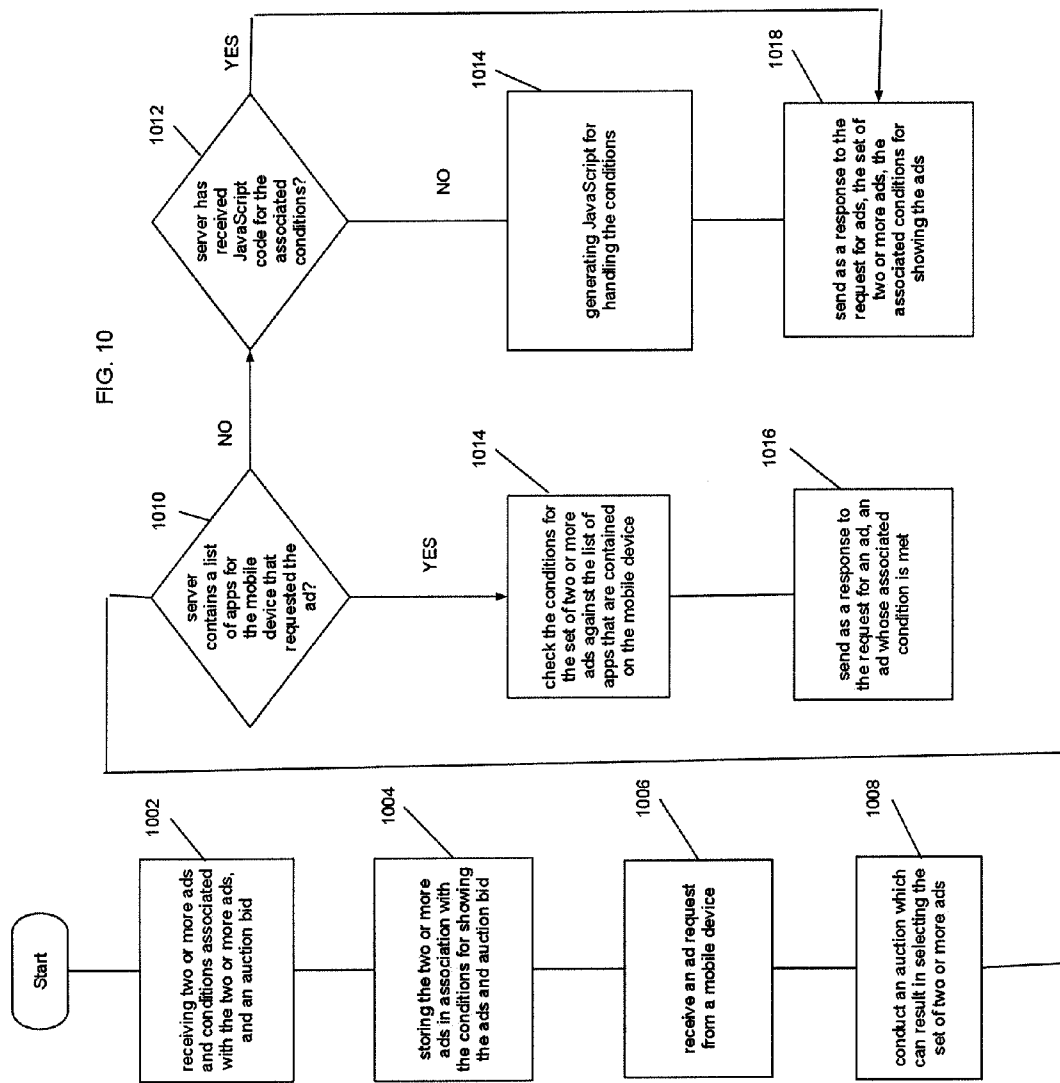 FIG. 10
Start
1002
receiving two or more ads
and conditions associated
with the two or more ads,
and an auction bid
1004
storing the two or more
ads in association with
the conditions for showing
the ads and auction bid
1006
receive an ad request
from a mobile device
1008
conduct an auction which
can result in selecting the
set of two or more ads
1010
server
contains a list
of apps for
the mobile
device that
requested the
ad?
NO
YES
1014
check the conditions for
the set of two or more
ads against the list of
apps that are contained
on the mobile device
1016
send as a response to
the request for an ad, an
ad whose associated
condition is met
1012
server has
received
JavaScript
code for the
associated
conditions?
YES
NO
1014
generating JavaScript for
handling the conditions
1018
send as a response to the
request for ads, the set of
two or more ads, the
associated conditions for
showing the ads